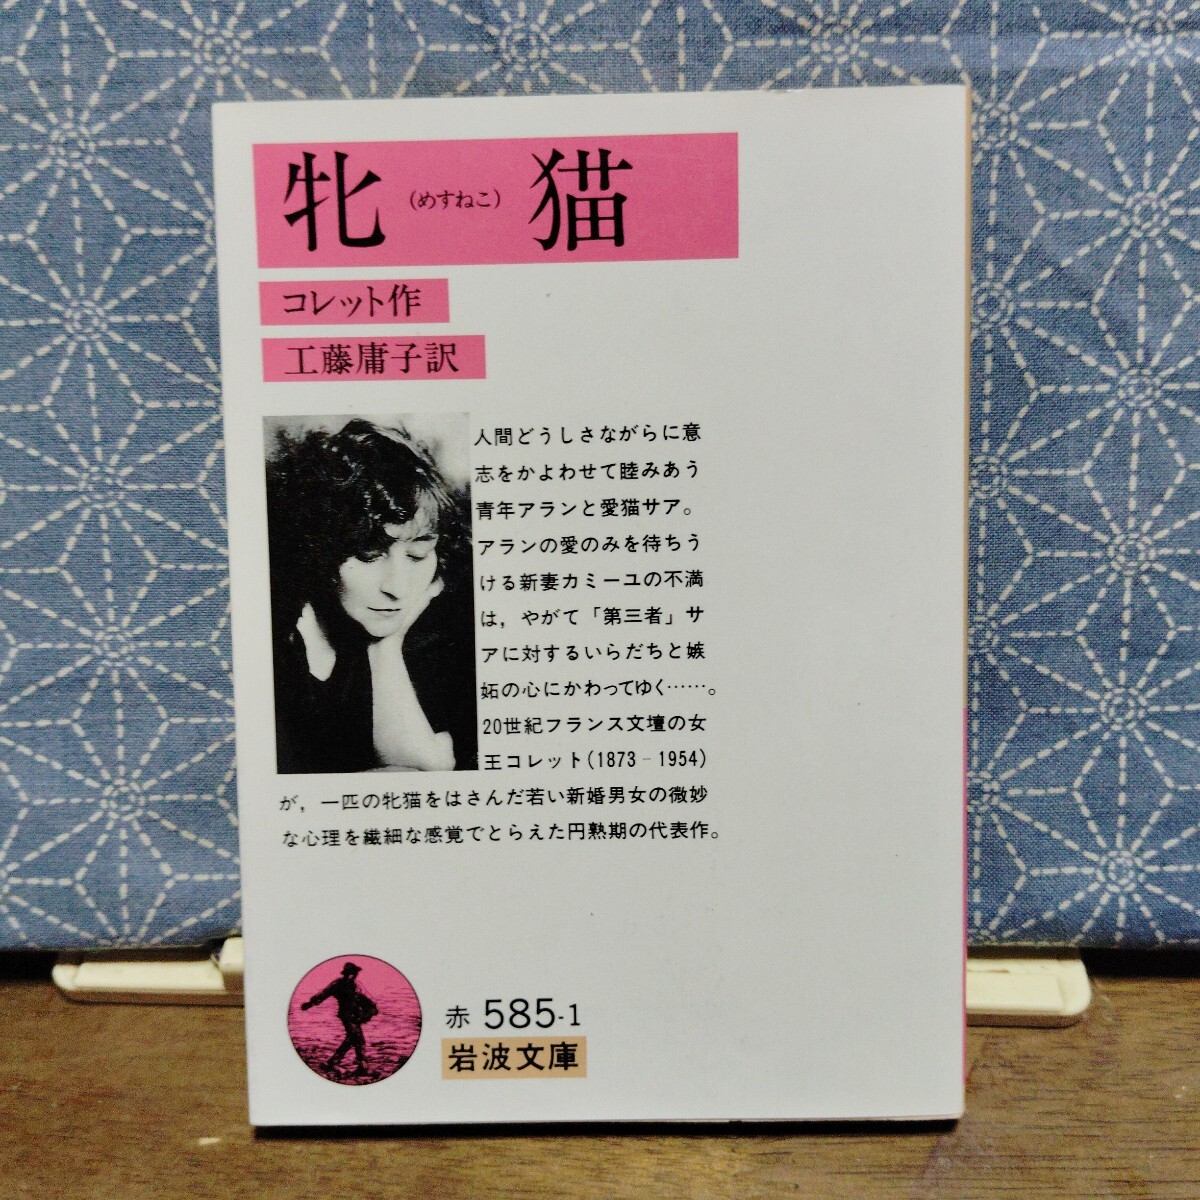 牝(めすねこ)猫
コレット作
工藤庸子訳
人間どうしさながらに意
志をかよわせて睦みあう
青年アランと愛猫サア。
アランの愛のみを待ちう
ける新妻カミーユの不満
は，やがて「第三者」サ
アに対するいらだちと嫉
妬の心にかわってゆく……。
20世紀フランス文壇の女
王コレット(1873‐1954)
が，一匹の牝猫をはさんだ若い新婚男女の微妙
な心理を繊細な感覚でとらえた円熟期の代表作。
赤 585-1
岩波文庫